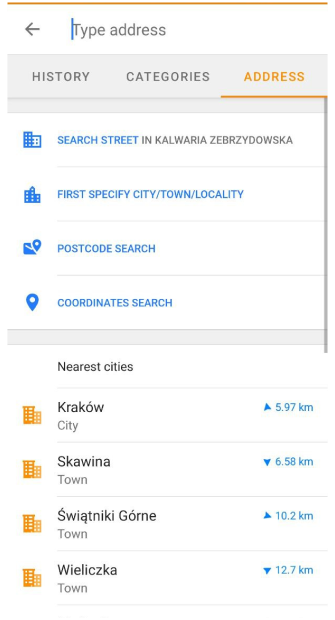 Type address
HISTORY CATEGORIES ADDRESS
SEARCH STREET IN KALWARIA ZEBRZYDOWSKA
FIRST SPECIFY CITY/TOWN/LOCALITY
POSTCODE SEARCH
COORDINATES SEARCH
Nearest cities
Kraków 5.97 km
City
Skawina 6.58 km
Town
Świątniki Górne 10.2 km
Town
Wieliczka 12.7 km
Town